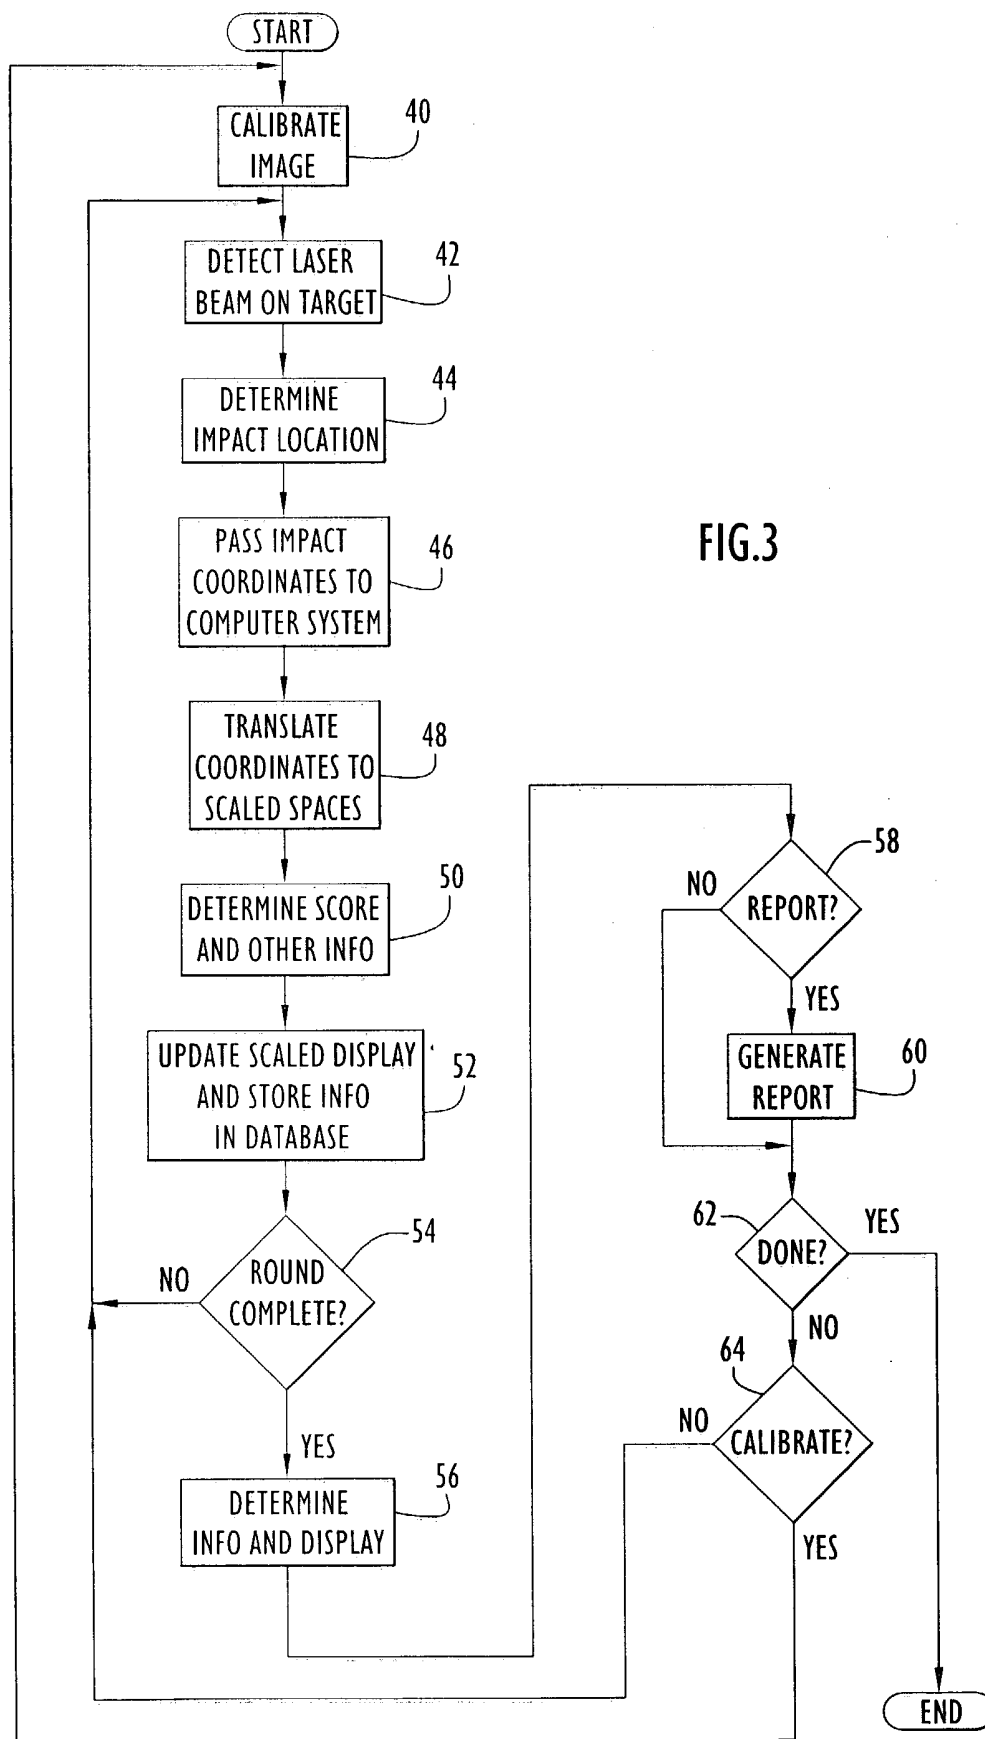 START
CALIBRATE
IMAGE
40
DETECT LASER
BEAM ON TARGET
42
DETERMINE
IMPACT LOCATION
44
PASS IMPACT
COORDINATES TO
COMPUTER SYSTEM
46
FIG.3
TRANSLATE
COORDINATES TO
SCALED SPACES
48
DETERMINE SCORE
AND OTHER INFO
50
UPDATE SCALED DISPLAY
AND STORE INFO
IN DATABASE
52
ROUND
COMPLETE?
54
NO
YES
DETERMINE
INFO AND DISPLAY
56
REPORT?
58
NO
YES
GENERATE
REPORT
60
DONE?
62
YES
NO
CALIBRATE?
64
NO
YES
END